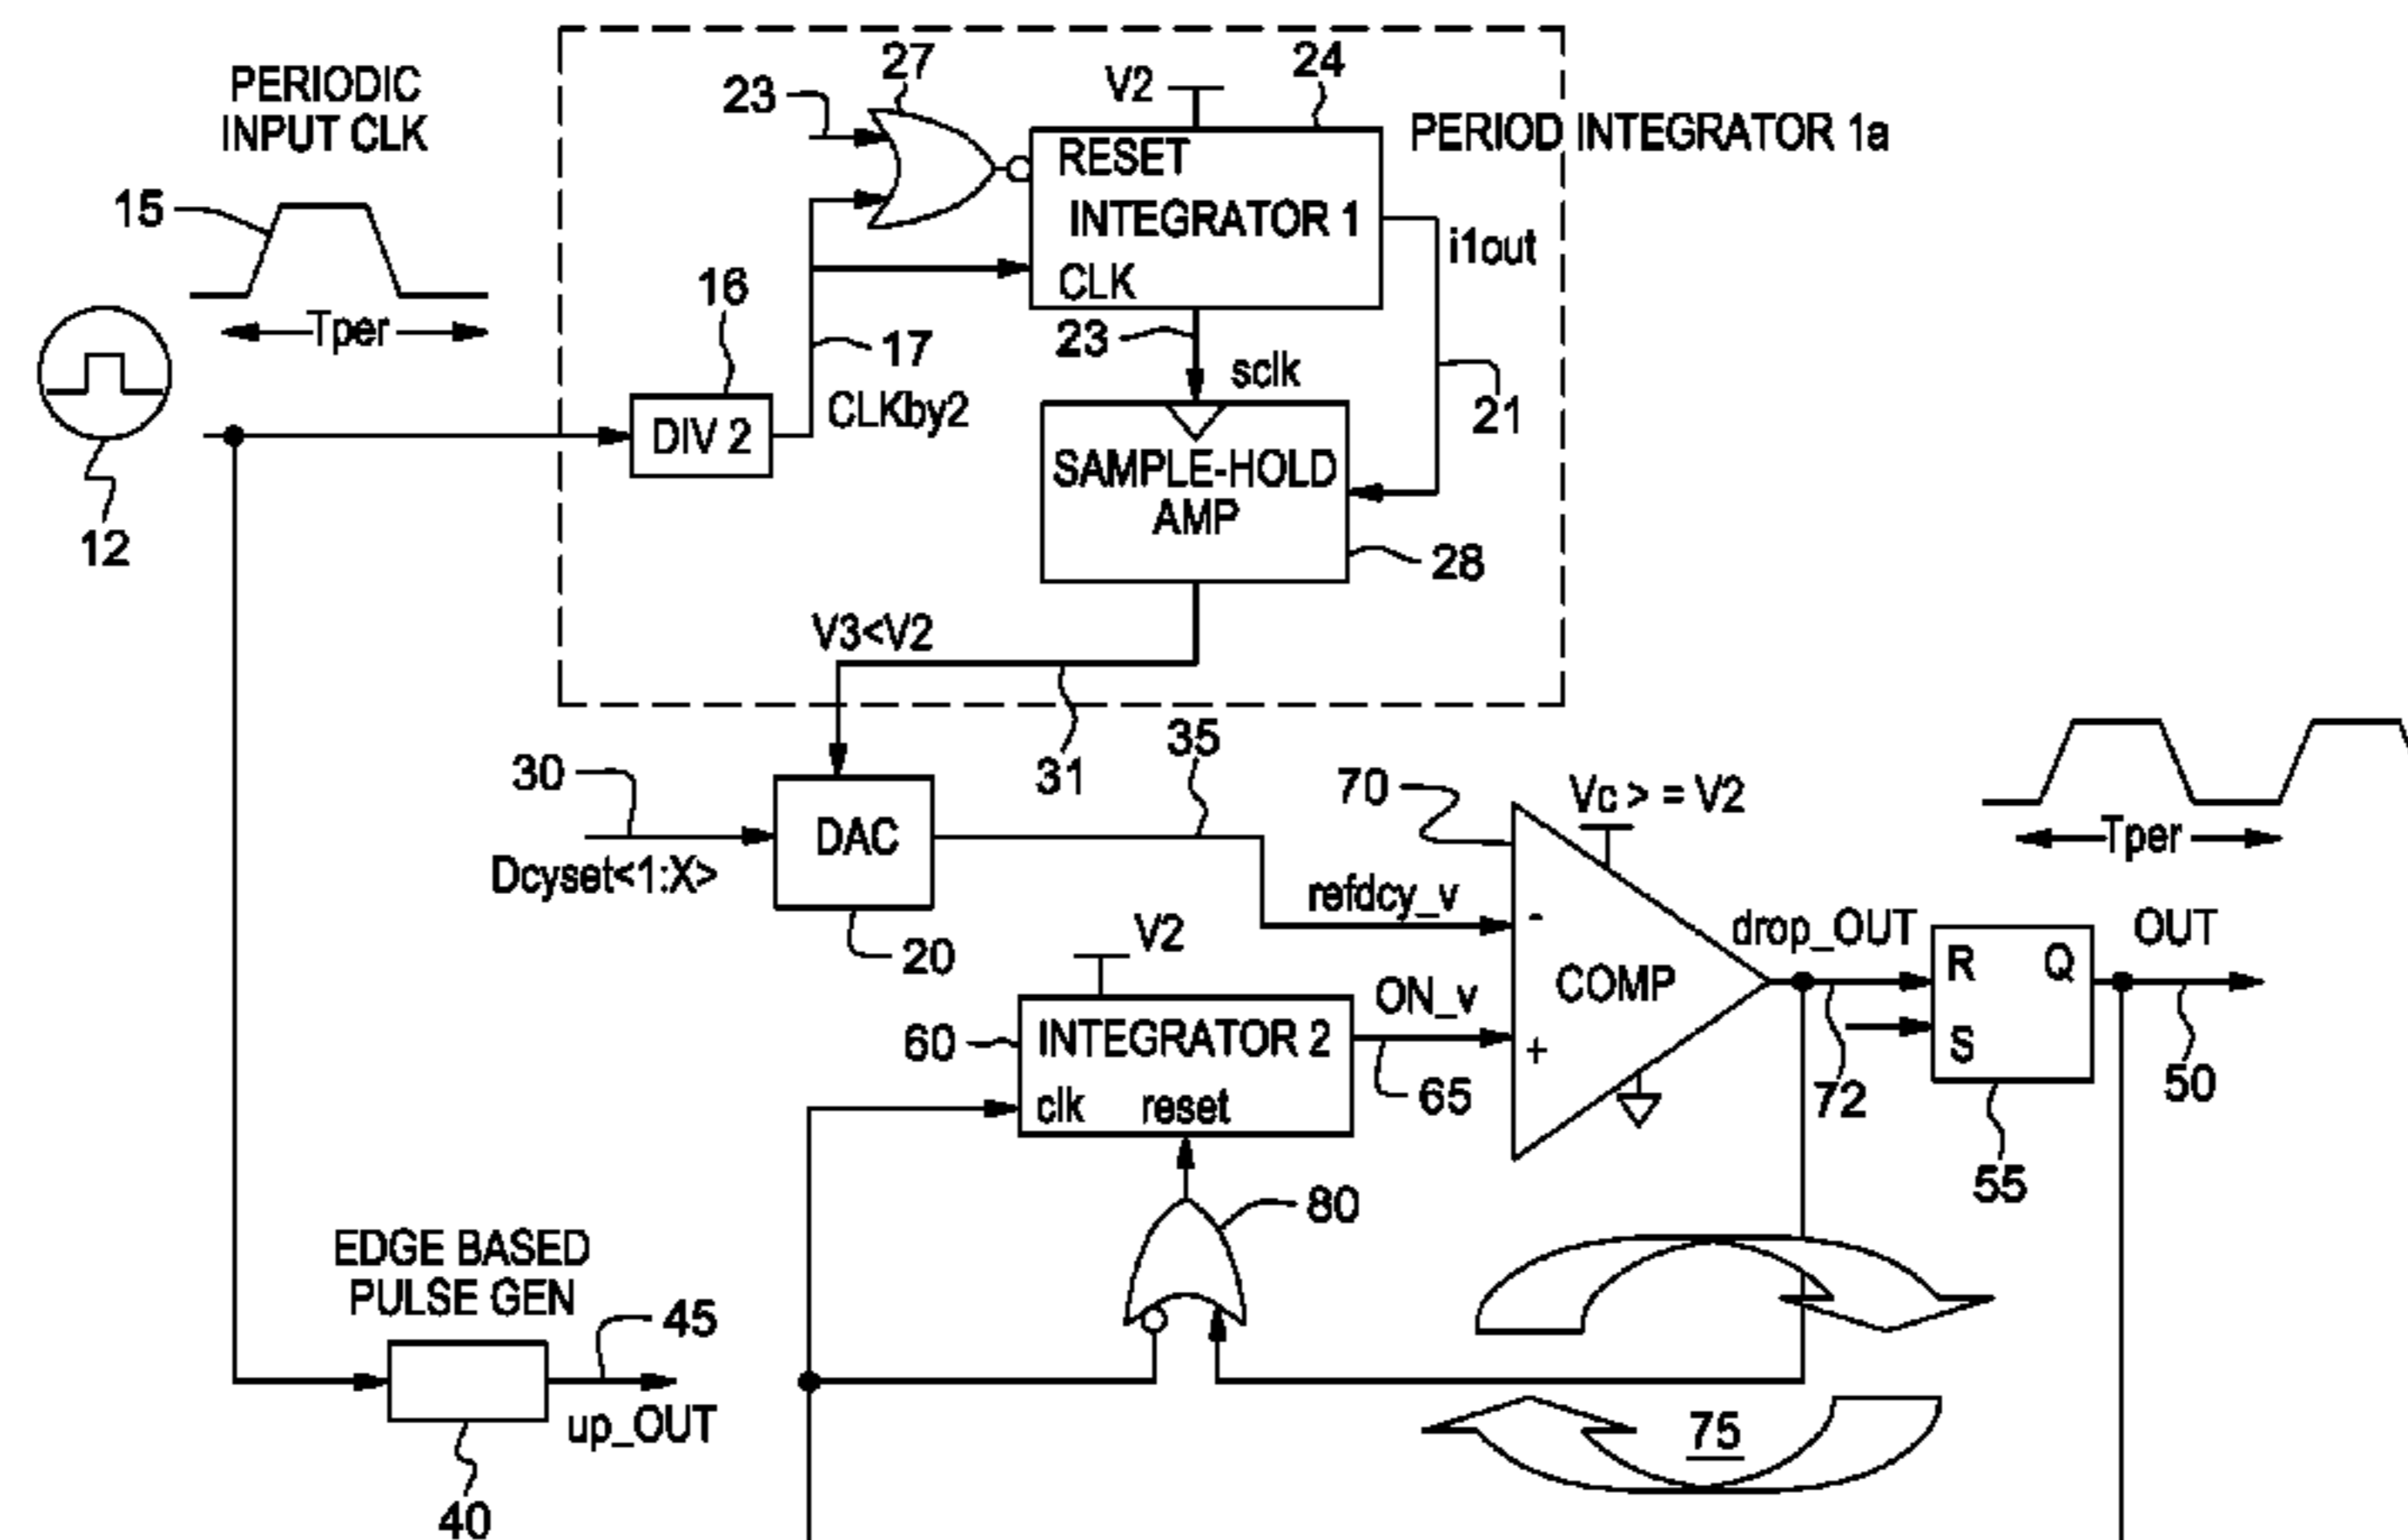 PERIODIC
INPUT CLK
15
Tper
12
16
DIV 2
17
CLKby2
23
27
V2
24
RESET
INTEGRATOR 1
CLK
PERIOD INTEGRATOR 1a
i1out
21
23
sclk
SAMPLE-HOLD
AMP
28
V3<V2
31
30
Dcyset<1:X>
DAC
20
35
refdcy_v
V2
60
INTEGRATOR 2
clk
reset
ON_v
65
70
Vc > = V2
-
+
COMP
drop_OUT
72
R
Q
S
55
OUT
50
Tper
80
75
EDGE BASED
PULSE GEN
45
up_OUT
40